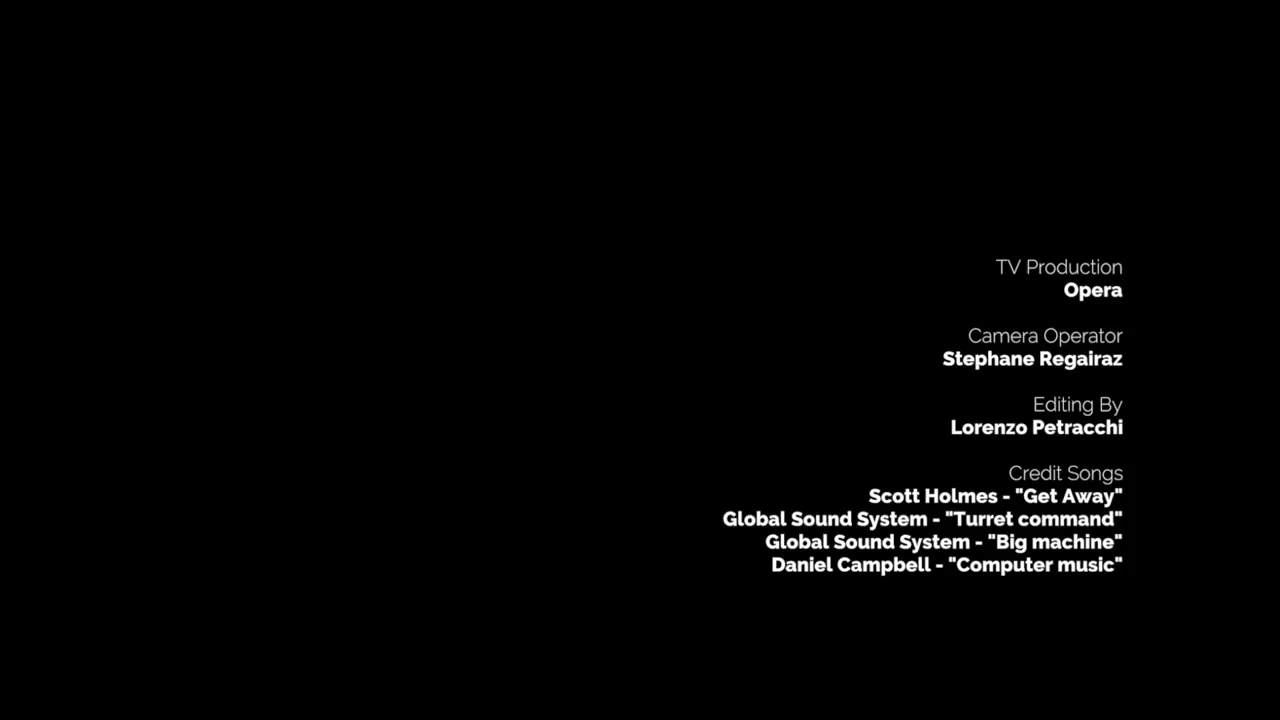 TV Production
Opera
Camera Operator
Stephane Regairaz
Editing By
Lorenzo Petracchi
Credit Songs
Scott Holmes - "Get Away"
Global Sound System - "Turret command"
Global Sound System - "Big machine"
Daniel Campbell - "Computer music"